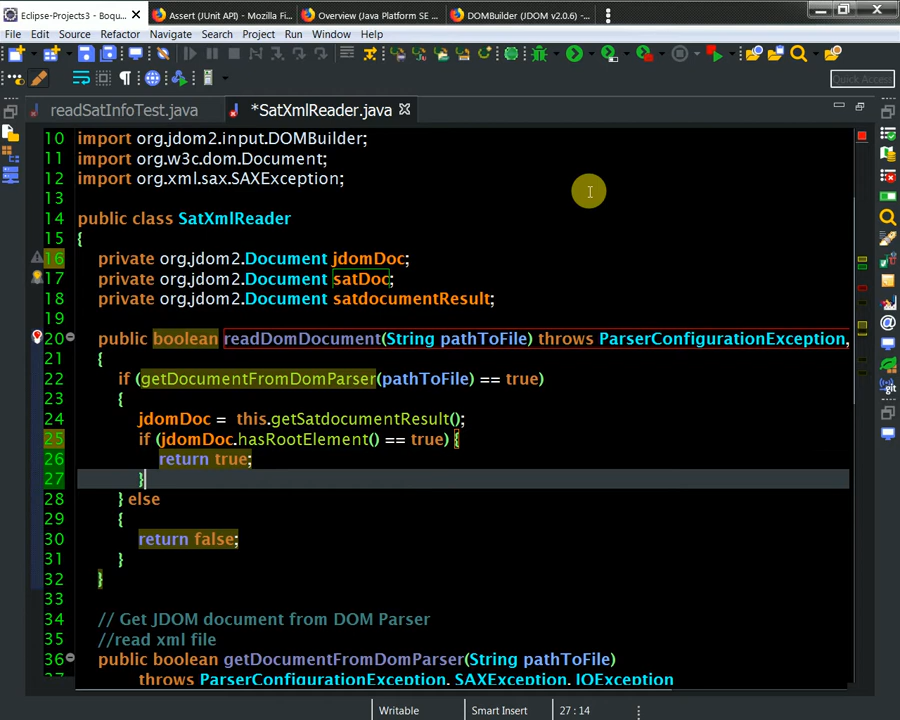 Eclipse-Projects3 - Boqu...
Assert (JUnit API) - Mozilla Fi...
Overview (Java Platform SE ...
DOMBuilder (JDOM v2.0.6) -...
File Edit Source Refactor Navigate Search Project Run Window Help
Quick Access
readSatInfoTest.java
*SatXmlReader.java
10 import org.jdom2.input.DOMBuilder;
11 import org.w3c.dom.Document;
12 import org.xml.sax.SAXException;
13
14 public class SatXmlReader
15 {
16 private org.jdom2.Document jdomDoc;
17 private org.jdom2.Document satDoc;
18 private org.jdom2.Document satdocumentResult;
19
20 public boolean readDomDocument(String pathToFile) throws ParserConfigurationException,
21 {
22 if (getDocumentFromDomParser(pathToFile) == true)
23 {
24 jdomDoc = this.getSatdocumentResult();
25 if (jdomDoc.hasRootElement() == true) {
26 return true;
27 }
28 } else
29 {
30 return false;
31 }
32 }
33
34 // Get JDOM document from DOM Parser
35 //read xml file
36 public boolean getDocumentFromDomParser(String pathToFile)
37 throws ParserConfigurationException, SAXException, IOException
Writable Smart Insert 27 : 14